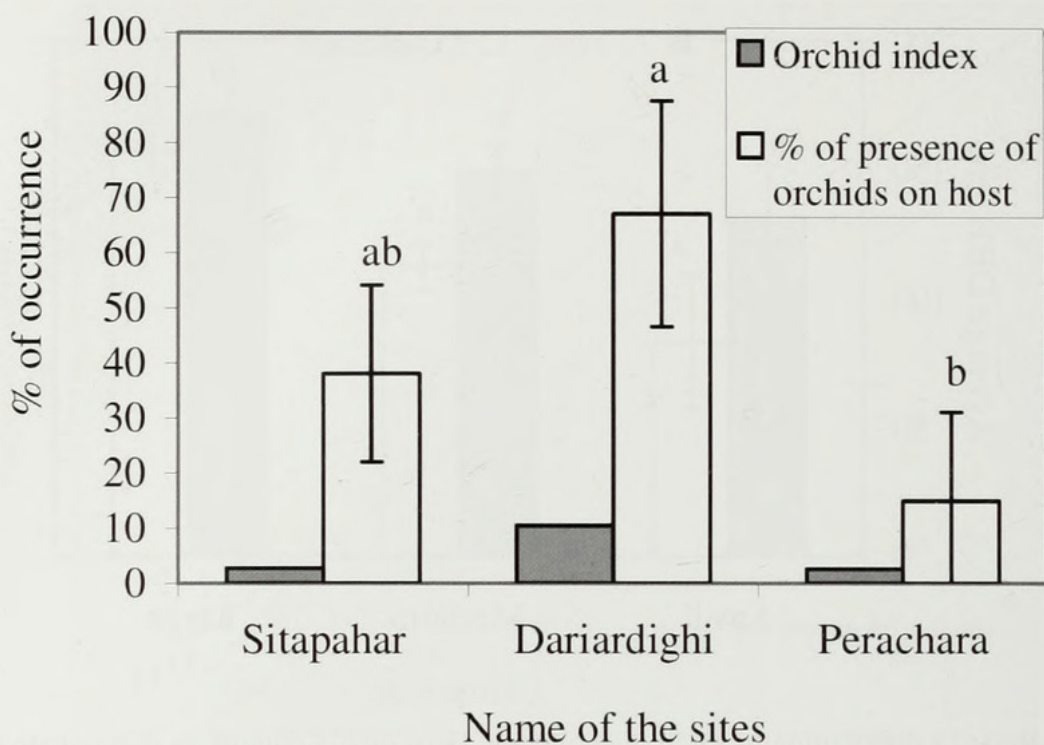 100
90
80
70
60
50
40
30
20
10
0
% of occurrence
ab
a
b
Orchid index
% of presence of
orchids on host
Sitapahar
Dariardighi
Perachara
Name of the sites